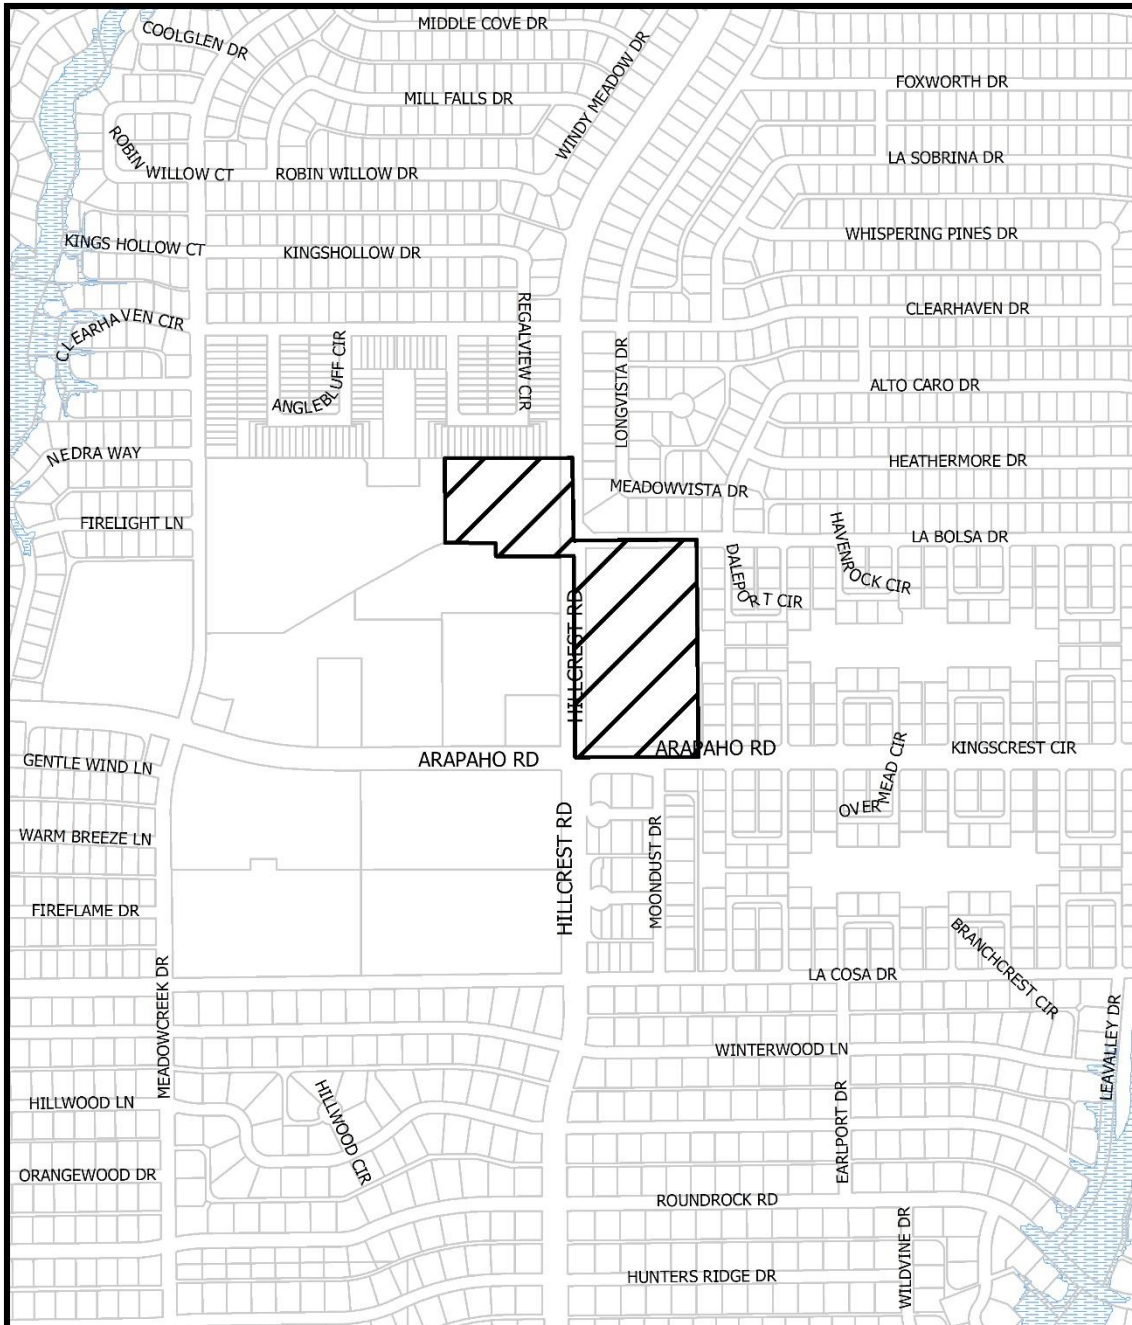 MIDDLE COVE DR
COOLGLEN DR
WINDY MEADOW DR
FOXWORTH DR
MILL FALLS DR
ROBIN WILLOW CT
ROBIN WILLOW DR
LA SOBRINA DR
KINGS HOLLOW CT
KINGSHOLLOW DR
WHISPERING PINES DR
CLEARHAVEN CIR
REGALVIEW CIR
CLEARHAVEN DR
ANGLEBLUFF CIR
LONGVISTA DR
ALTO CARO DR
NEDRA WAY
HEATHERMORE DR
MEADOWVISTA DR
FIRELIGHT LN
LA BOLSA DR
HAVENROCK CIR
DALEPORT CIR
HILLCREST RD
GENTLE WIND LN
ARAPAHO RD
ARAPAHO RD
KINGSCREST CIR
OVERMEAD CIR
WARM BREEZE LN
HILLCREST RD
MOONDUST DR
FIREFLAME DR
BRANCHCREST CIR
LA COSA DR
MEADOWCREEK DR
LEAVALLEY DR
WINTERWOOD LN
HILLWOOD LN
HILLWOOD CIR
EARLPORT DR
ORANGEWOOD DR
ROUNDROCK RD
WILDVINE DR
HUNTERS RIDGE DR